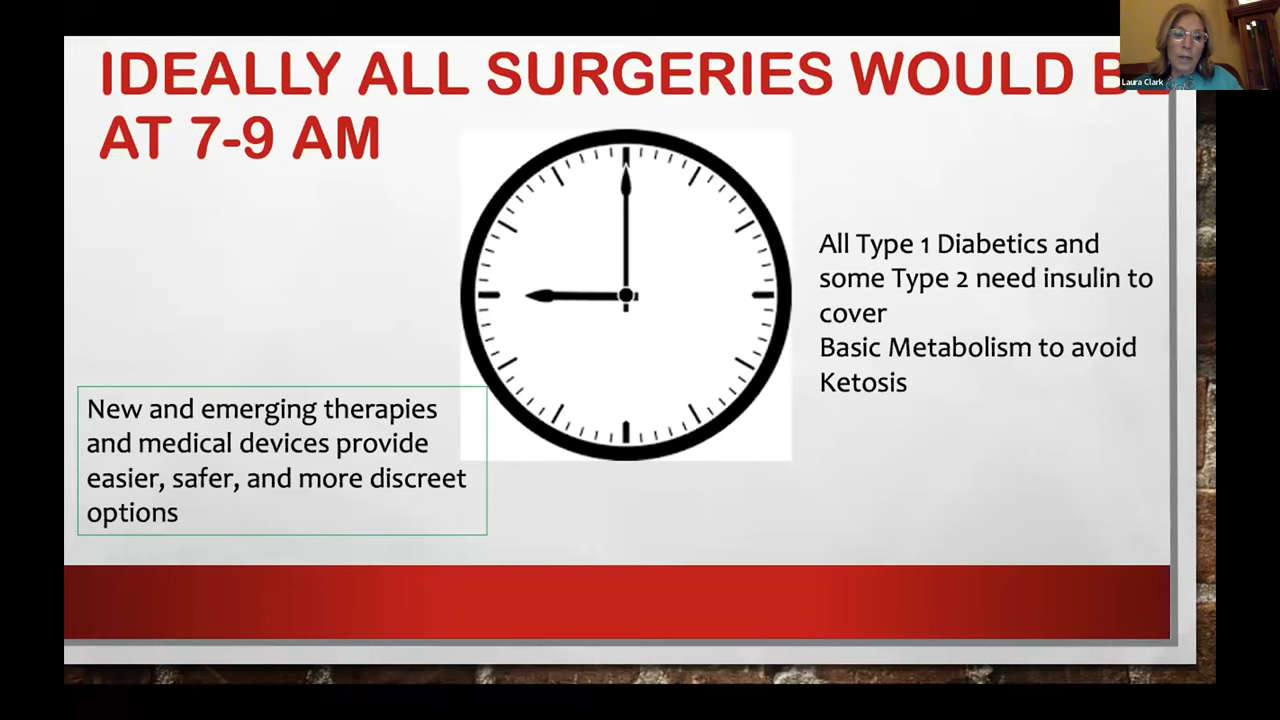 IDEALLY ALL SURGERIES WOULD
AT 7-9 AM
Laura Clark
All Type 1 Diabetics and
some Type 2 need insulin to
cover
Basic Metabolism to avoid
Ketosis
New and emerging therapies
and medical devices provide
easier, safer, and more discreet
options